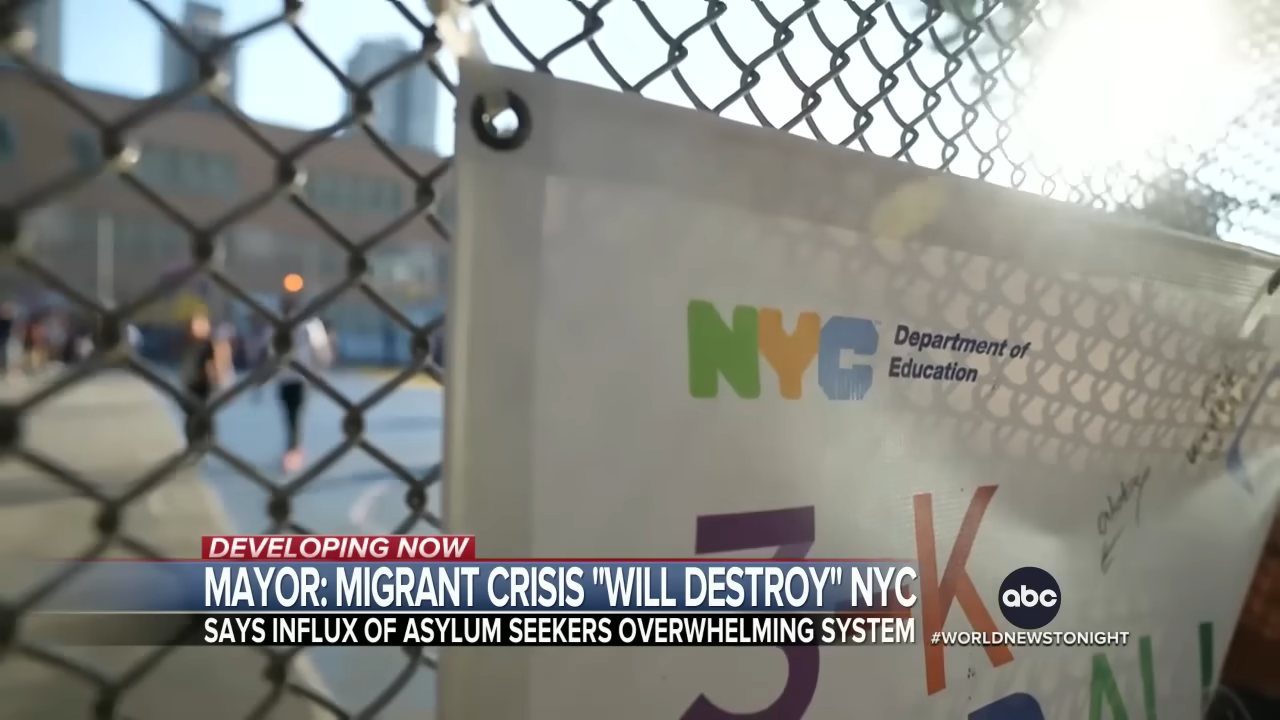 NYC Department of
Education
3 K
DEVELOPING NOW
MAYOR: MIGRANT CRISIS "WILL DESTROY" NYC
SAYS INFLUX OF ASYLUM SEEKERS OVERWHELMING SYSTEM
abc
#WORLDNEWSTONIGHT